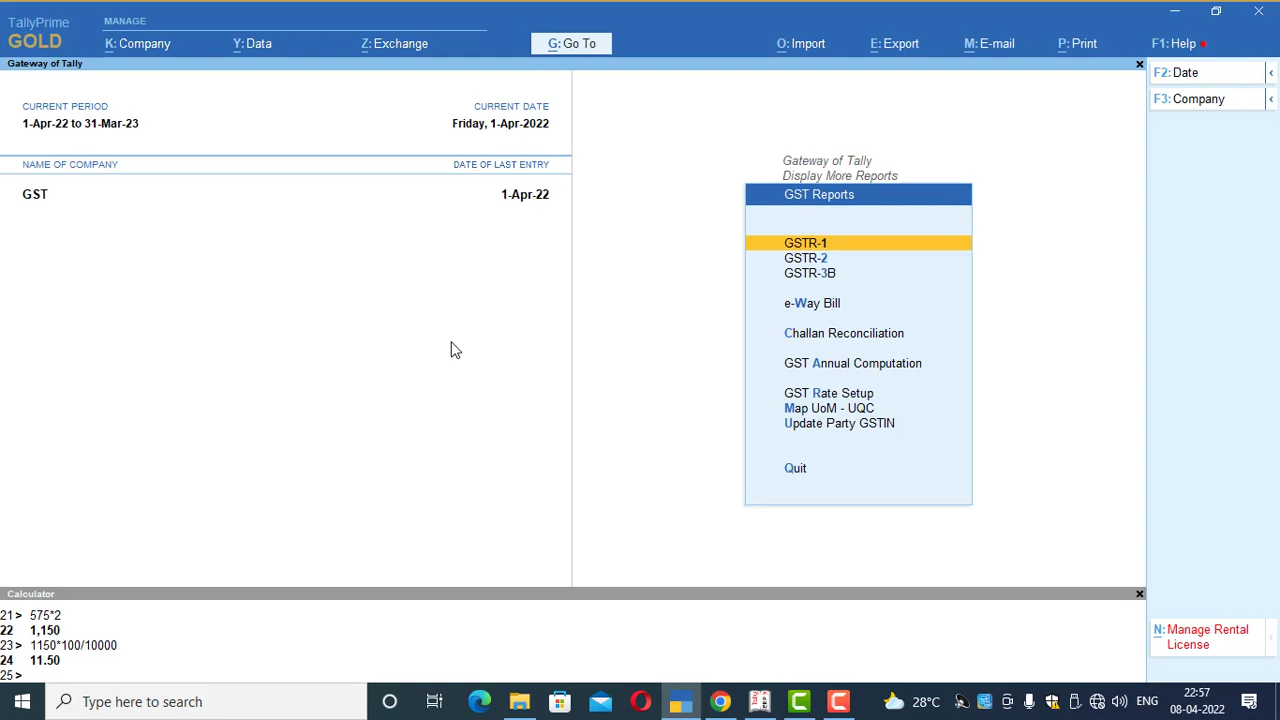 TallyPrime
GOLD
MANAGE
K: Company
Y: Data
Z: Exchange
G: Go To
O: Import
E: Export
M: E-mail
P: Print
F1: Help
Gateway of Tally
F2: Date
F3: Company
CURRENT PERIOD
CURRENT DATE
1-Apr-22 to 31-Mar-23
Friday, 1-Apr-2022
NAME OF COMPANY
DATE OF LAST ENTRY
GST
1-Apr-22
Gateway of Tally
Display More Reports
GST Reports
GSTR-1
GSTR-2
GSTR-3B
e-Way Bill
Challan Reconciliation
GST Annual Computation
GST Rate Setup
Map UoM - UQC
Update Party GSTIN
Quit
Calculator
21> 575*2
22 1,150
23> 1150*100/10000
24 11.50
25>
N: Manage Rental
License
Type here to search
28°C
ENG
22:57
08-04-2022